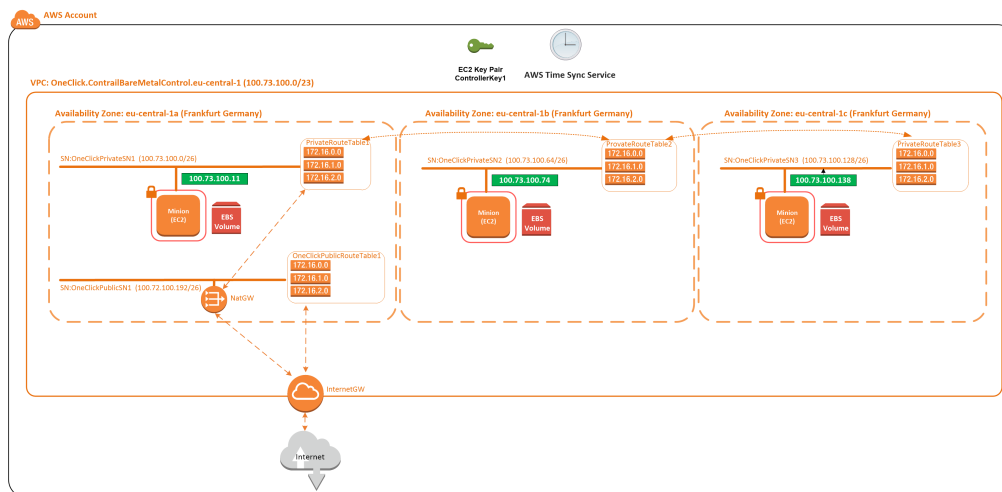 AWS
AWS Account
EC2 Key Pair
ControllerKey1
AWS Time Sync Service
VPC: OneClick.ContrailBareMetalControl.eu-central-1 (100.73.100.0/23)
Availability Zone: eu-central-1a (Frankfurt Germany)
PrivateRouteTable1
172.16.0.0
172.16.1.0
172.16.2.0
SN:OneClickPrivateSN1 (100.73.100.0/26)
100.73.100.11
Minion
(EC2)
EBS
Volume
OneClickPublicRouteTable1
172.16.0.0
172.16.1.0
172.16.2.0
SN:OneClickPublicSN1 (100.72.100.192/26)
NatGW
Availability Zone: eu-central-1b (Frankfurt Germany)
ProvateRouteTable2
172.16.0.0
172.16.1.0
172.16.2.0
SN:OneClickPrivateSN2 (100.73.100.64/26)
100.73.100.74
Minion
(EC2)
EBS
Volume
Availability Zone: eu-central-1c (Frankfurt Germany)
PrivateRouteTable3
172.16.0.0
172.16.1.0
172.16.2.0
SN:OneClickPrivateSN3 (100.73.100.128/26)
100.73.100.138
Minion
(EC2)
EBS
Volume
InternetGW
Internet